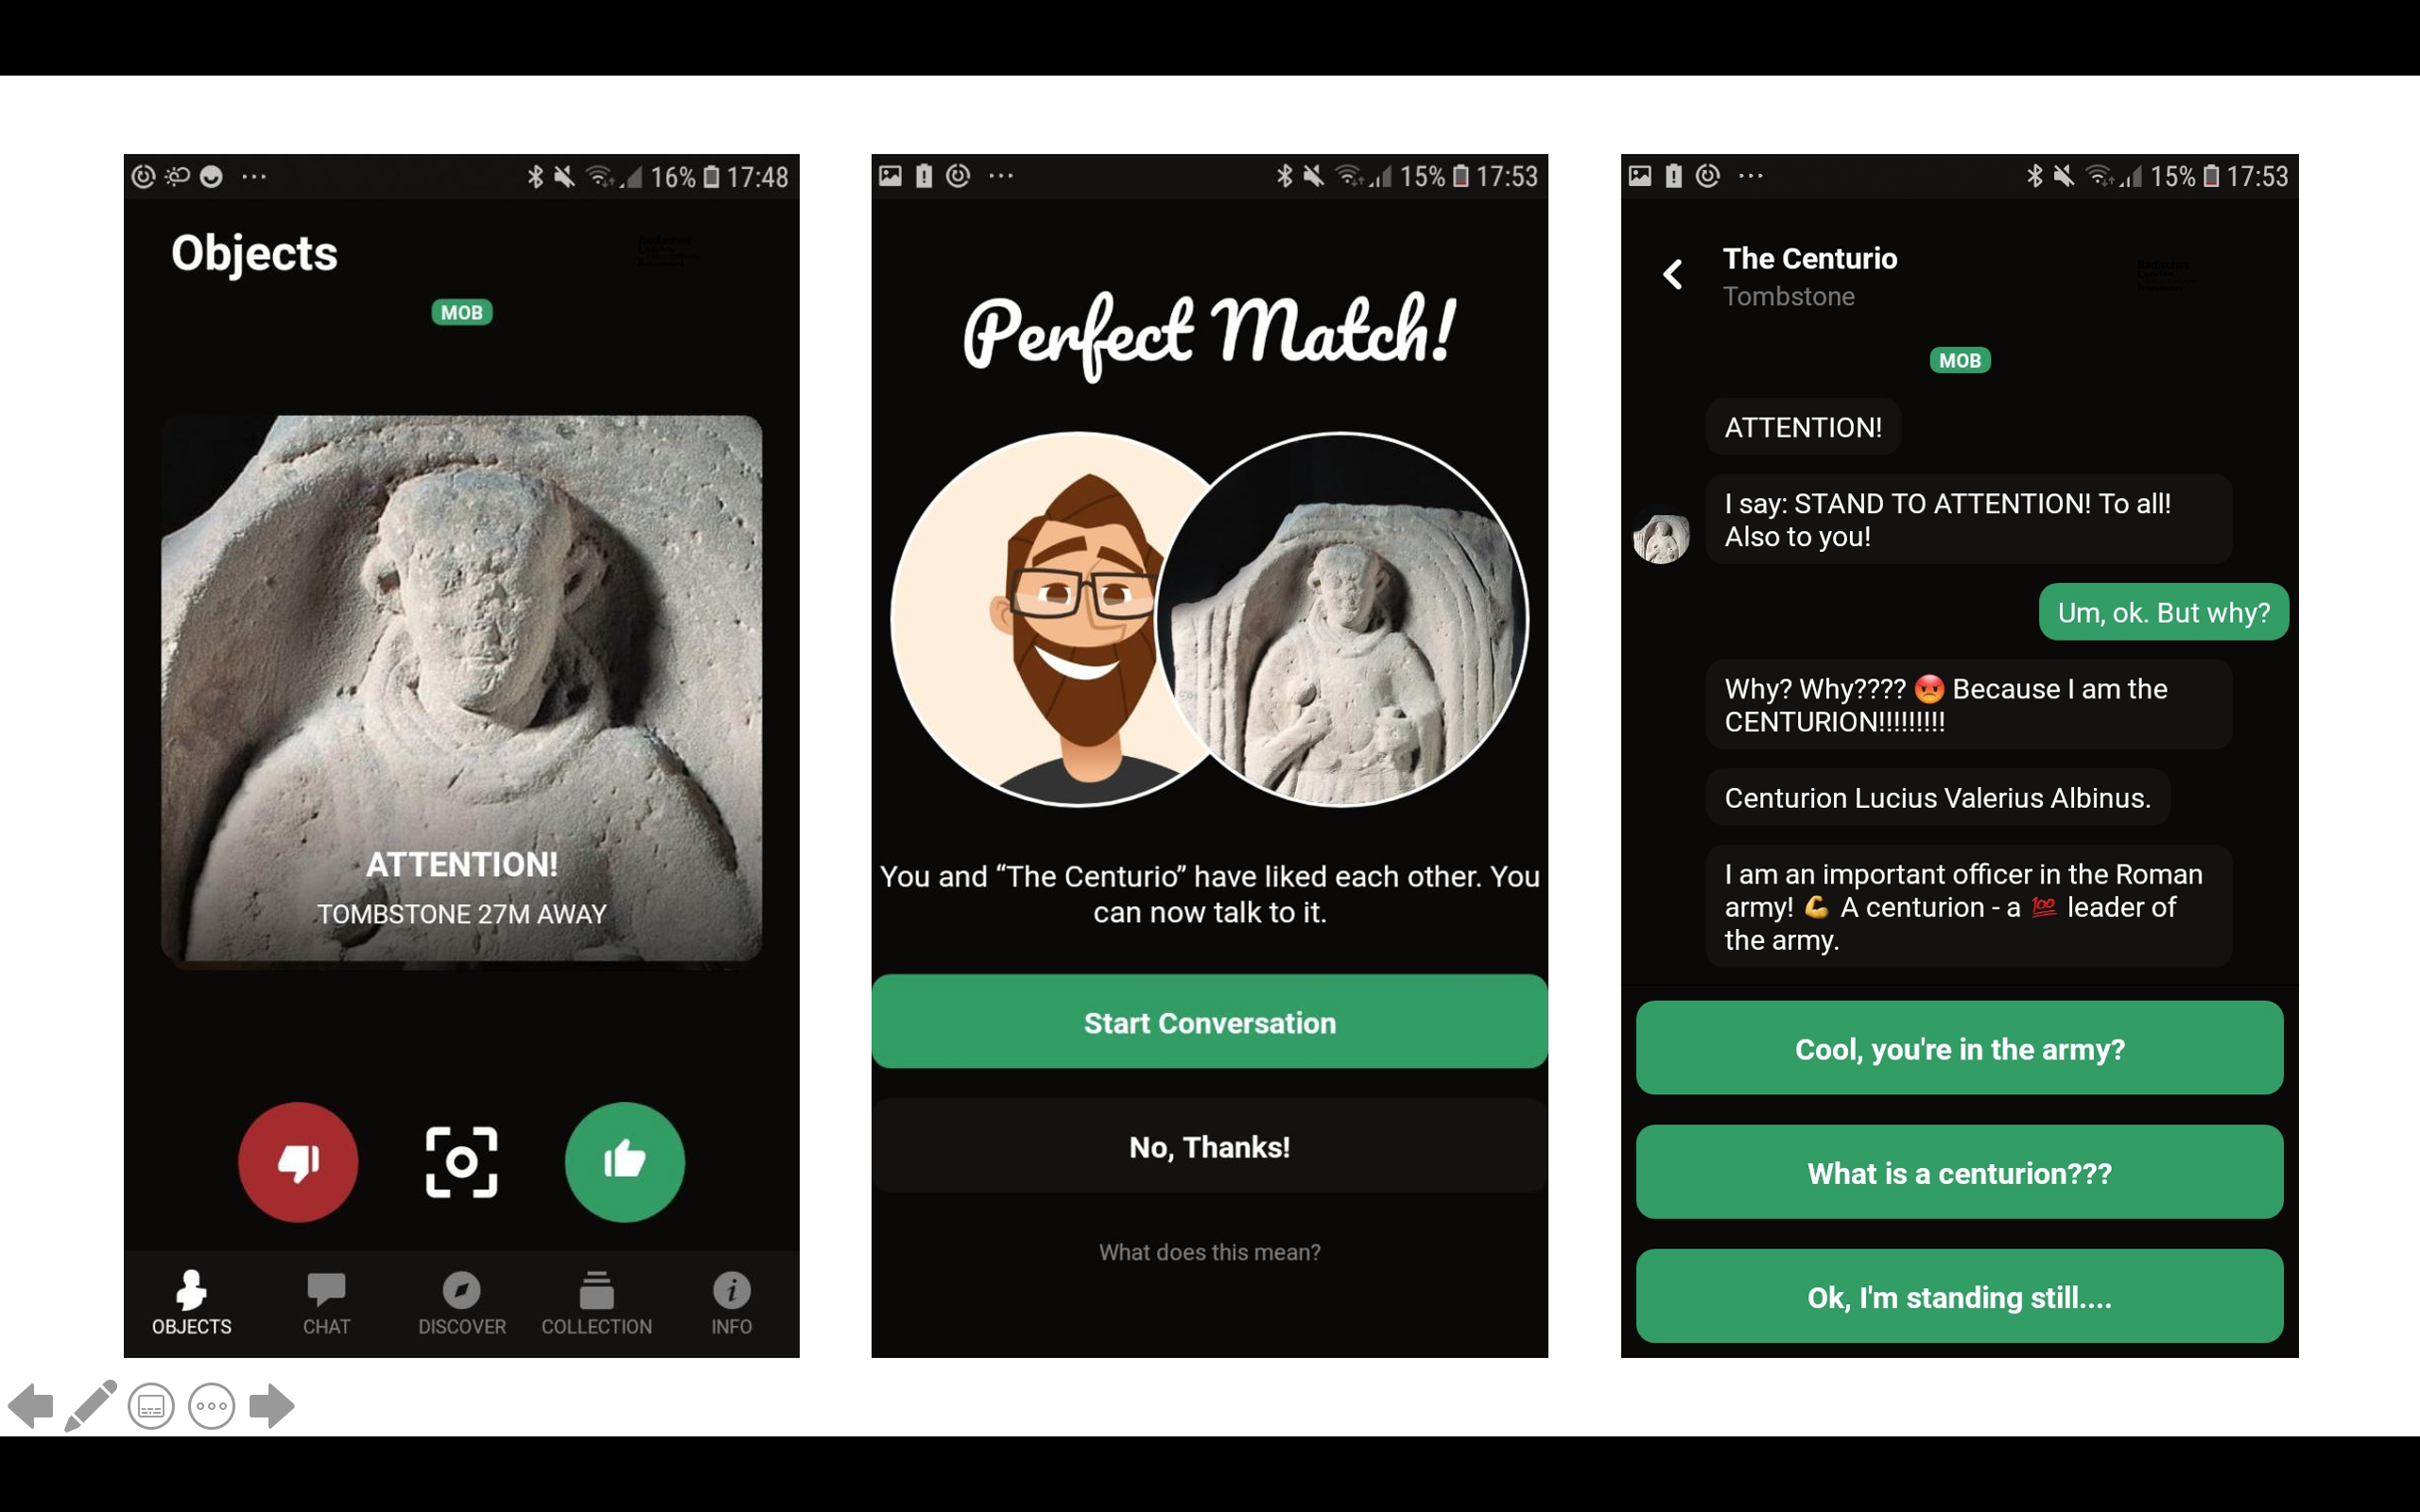 16% 17:48
Objects
MOB
ATTENTION!
TOMBSTONE 27M AWAY
OBJECTS
CHAT
DISCOVER
COLLECTION
INFO
15% 17:53
Perfect Match!
You and “The Centurio” have liked each other. You
can now talk to it.
Start Conversation
No, Thanks!
What does this mean?
15% 17:53
The Centurio
Tombstone
MOB
ATTENTION!
I say: STAND TO ATTENTION! To all!
Also to you!
Um, ok. But why?
Why? Why???? 😡 Because I am the
CENTURION!!!!!!!!!
Centurion Lucius Valerius Albinus.
I am an important officer in the Roman
army! 💪 A centurion - a 💯 leader of
the army.
Cool, you're in the army?
What is a centurion???
Ok, I'm standing still....